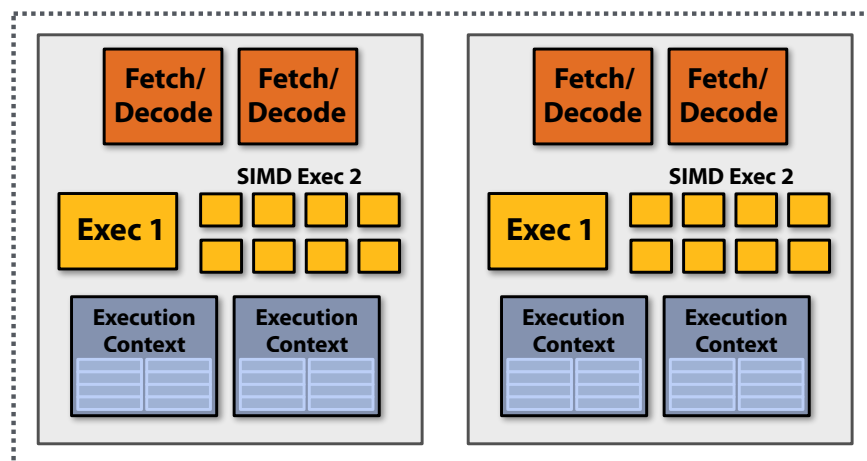 Fetch/
Decode
Fetch/
Decode
SIMD Exec 2
Exec 1
Execution
Context
Execution
Context
Fetch/
Decode
Fetch/
Decode
SIMD Exec 2
Exec 1
Execution
Context
Execution
Context